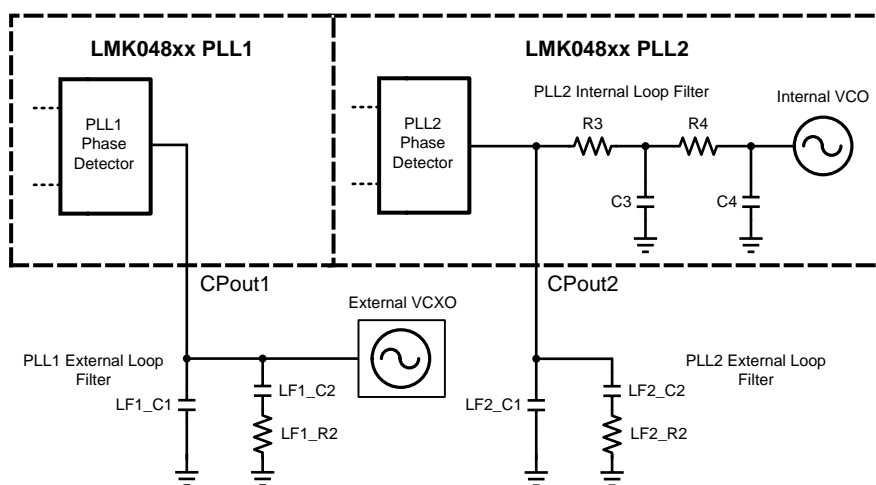 LMK048xx PLL1
LMK048xx PLL2
PLL1
Phase
Detector
PLL2
Phase
Detector
PLL2 Internal Loop Filter
R3
R4
C3
C4
Internal VCO
CPout1
CPout2
External VCXO
PLL1 External Loop
Filter
LF1_C1
LF1_C2
LF1_R2
LF2_C1
LF2_C2
LF2_R2
PLL2 External Loop
Filter